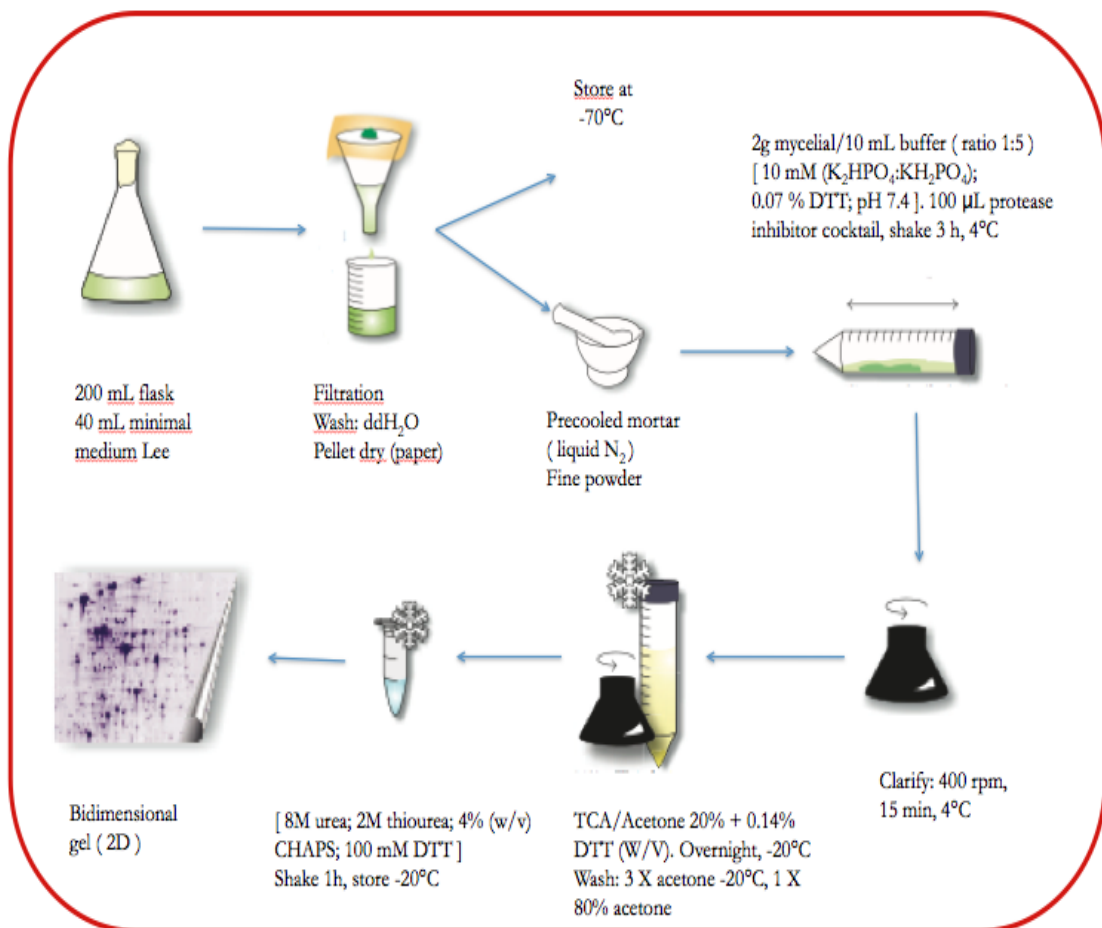 200 mL flask
40 mL minimal
medium Lee
Filtration
Wash: ddH₂O
Pellet dry (paper)
Store at
-70°C
Precooled mortar
( liquid N₂)
Fine powder
2g mycelial/10 mL buffer ( ratio 1:5 )
[ 10 mM (K₂HPO₄:KH₂PO₄);
0.07 % DTT; pH 7.4 ]. 100 µL protease
inhibitor cocktail, shake 3 h, 4°C
Clarify: 400 rpm,
15 min, 4°C
TCA/Acetone 20% + 0.14%
DTT (W/V). Overnight, -20°C
Wash: 3 X acetone -20°C, 1 X
80% acetone
[ 8M urea; 2M thiourea; 4% (w/v)
CHAPS; 100 mM DTT ]
Shake 1h, store -20°C
Bidimensional
gel ( 2D )